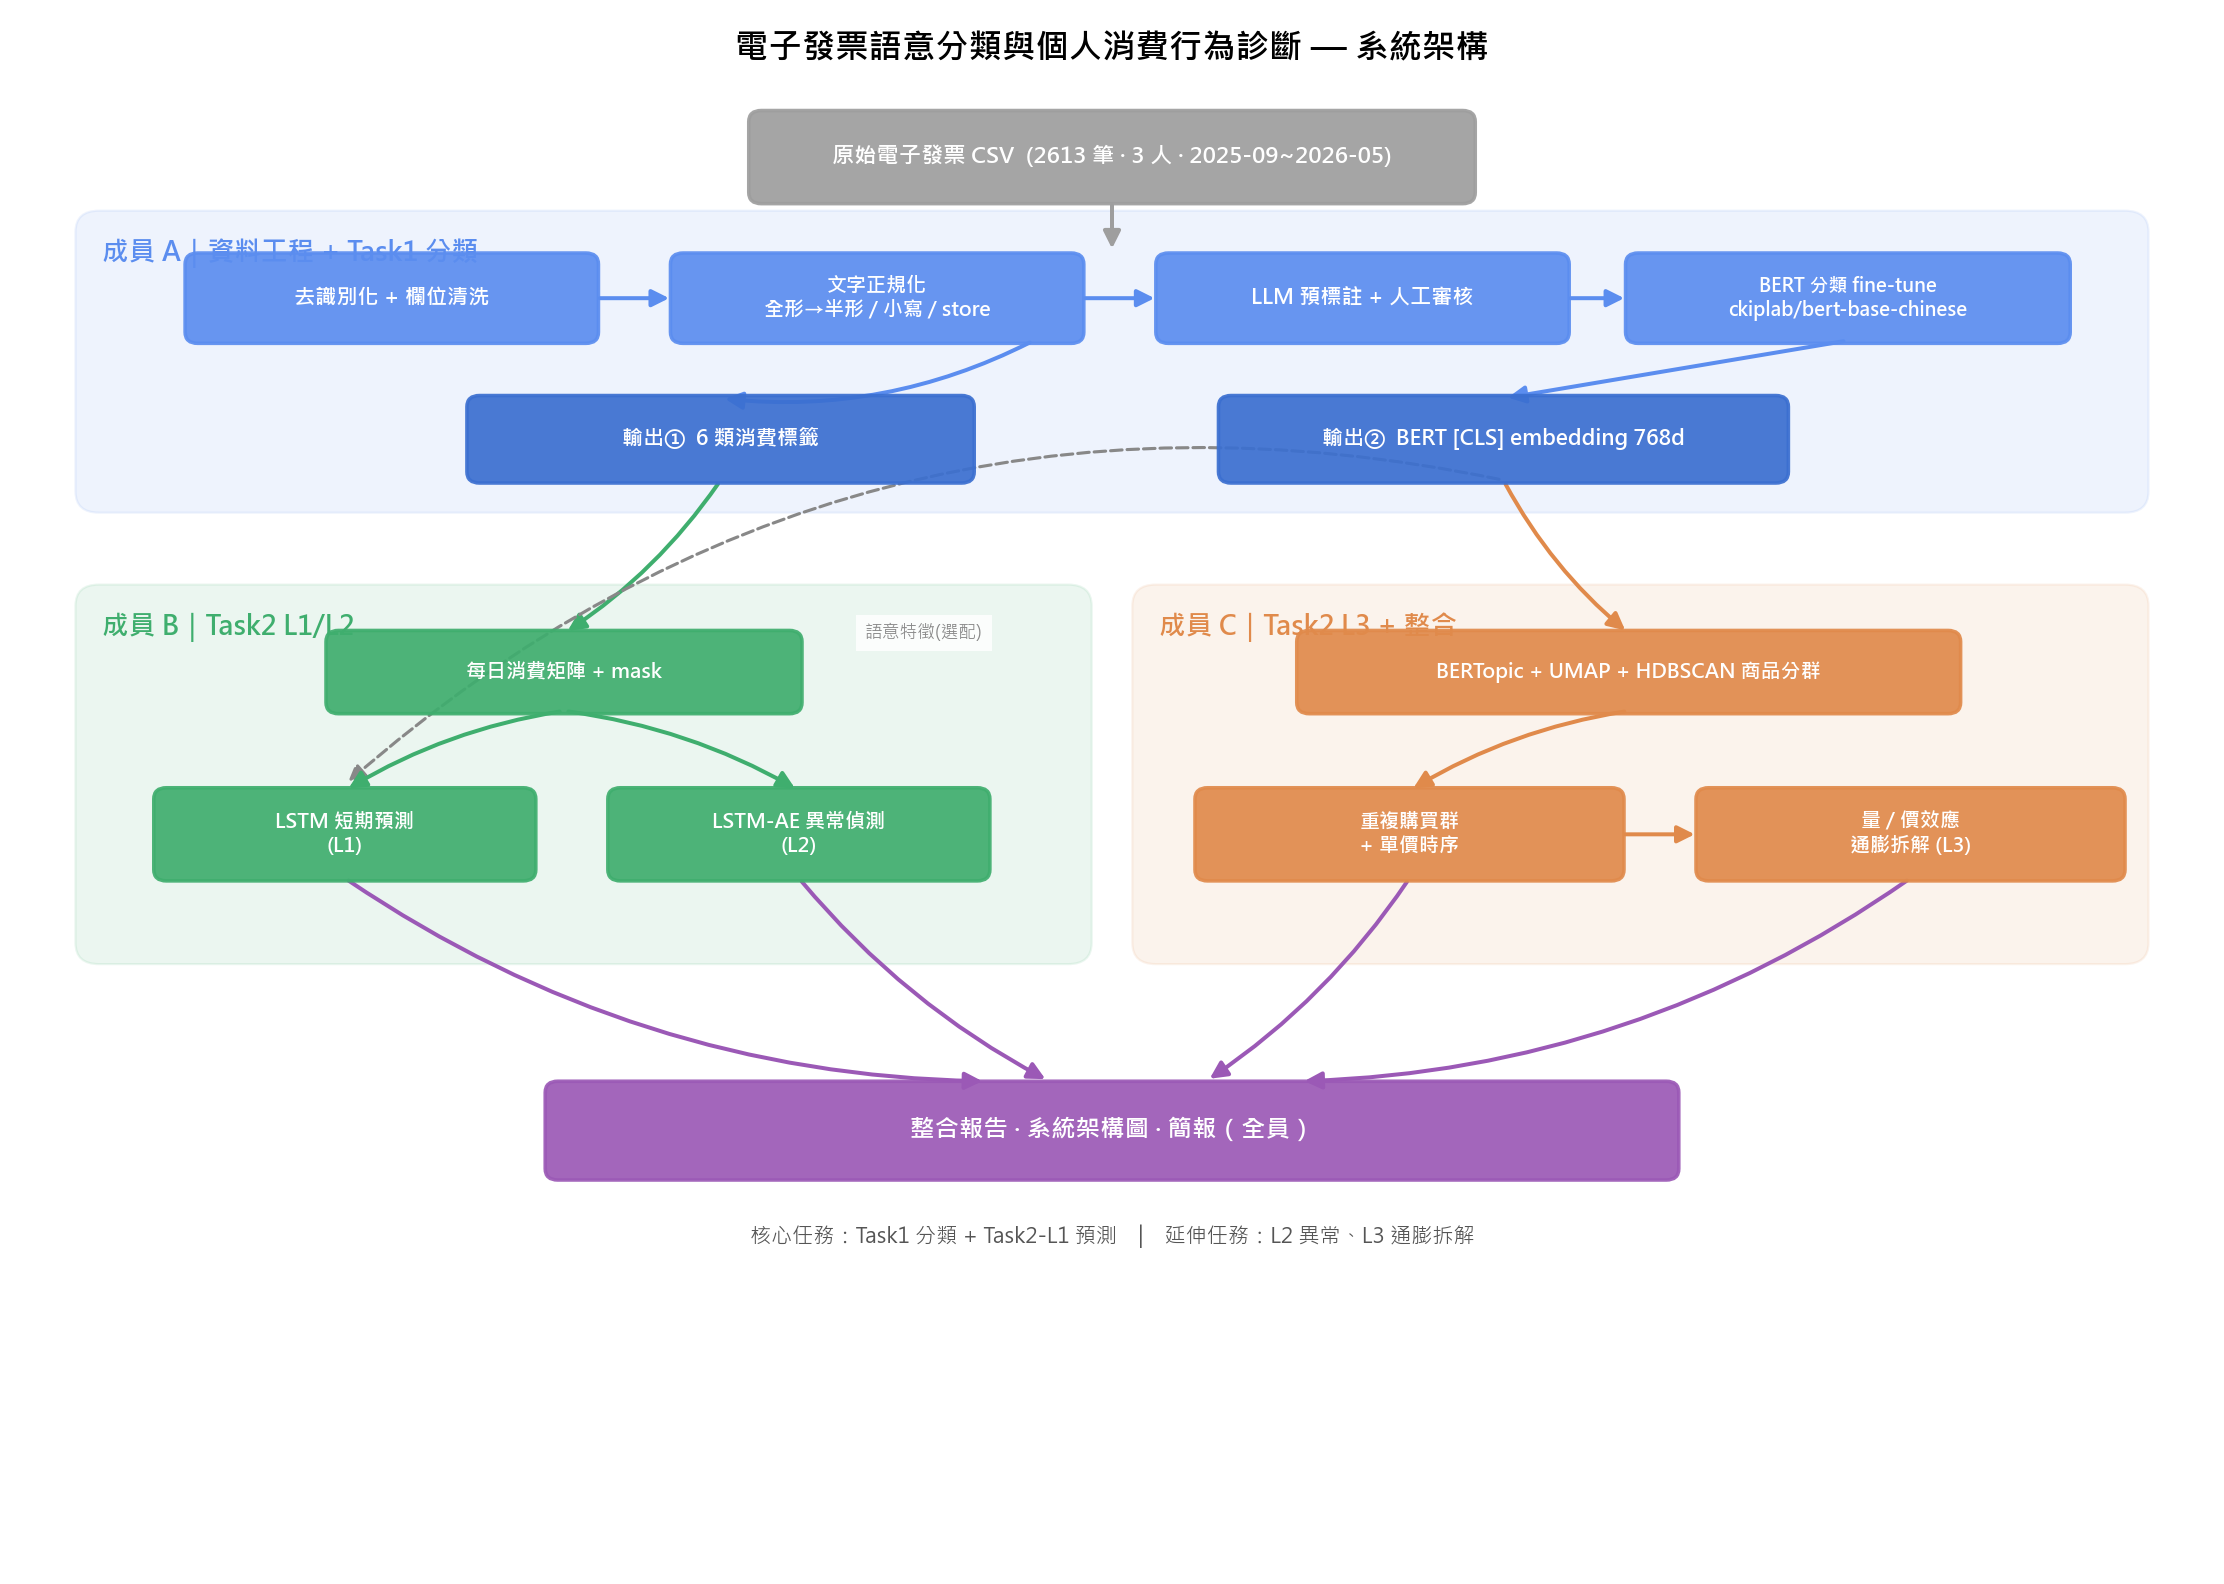 電子發票語意分類與個人消費行為診斷 — 系統架構
原始電子發票 CSV (2613 筆 · 3 人 · 2025-09~2026-05)
成員 A｜資料工程 + Task1 分類
去識別化 + 欄位清洗
文字正規化
全形→半形 / 小寫 / store
LLM 預標註 + 人工審核
BERT 分類 fine-tune
ckiplab/bert-base-chinese
輸出① 6 類消費標籤
輸出② BERT [CLS] embedding 768d
成員 B｜Task2 L1/L2
語意特徵(選配)
每日消費矩陣 + mask
LSTM 短期預測
(L1)
LSTM-AE 異常偵測
(L2)
成員 C｜Task2 L3 + 整合
BERTopic + UMAP + HDBSCAN 商品分群
重複購買群
+ 單價時序
量 / 價效應
通膨拆解 (L3)
整合報告 · 系統架構圖 · 簡報（全員）
核心任務：Task1 分類 + Task2-L1 預測 ｜ 延伸任務：L2 異常、L3 通膨拆解